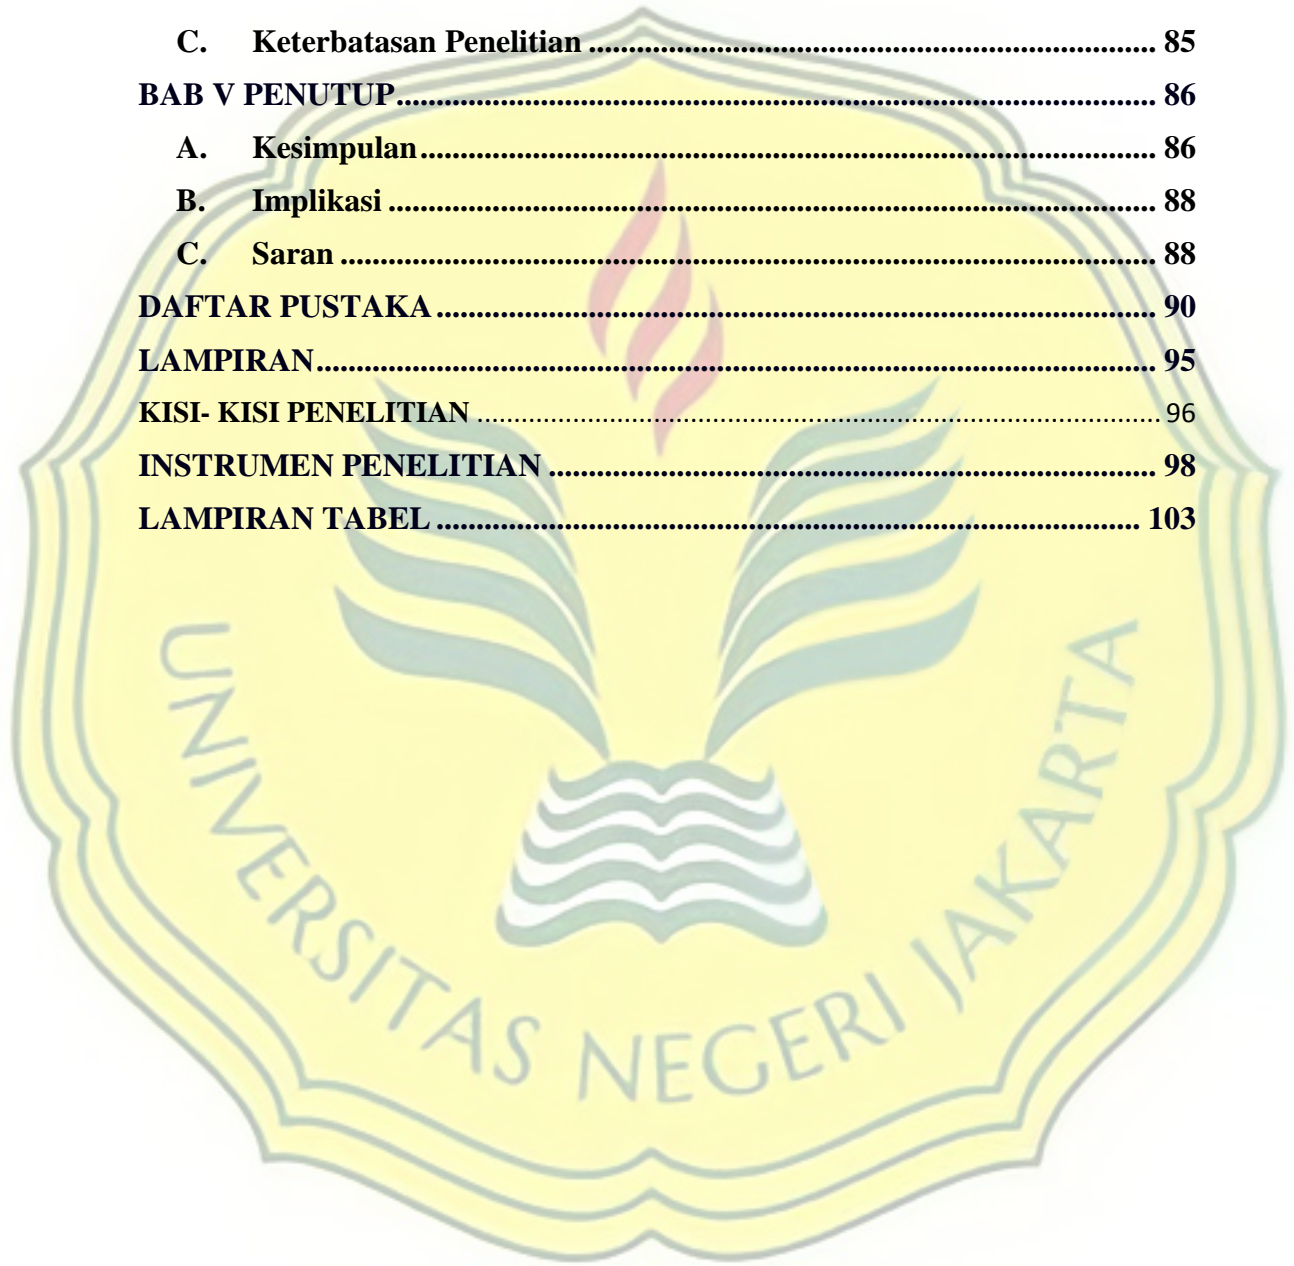 C. Keterbatasan Penelitian ........................................................................ 85
BAB V PENUTUP ................................................................................................ 86
A. Kesimpulan ............................................................................................. 86
B. Implikasi ................................................................................................. 88
C. Saran ....................................................................................................... 88
DAFTAR PUSTAKA ........................................................................................... 90
LAMPIRAN .......................................................................................................... 95
KISI- KISI PENELITIAN ..................................................................................... 96
INSTRUMEN PENELITIAN ............................................................................. 98
LAMPIRAN TABEL .......................................................................................... 103
UNIVERSITAS NEGERI JAKARTA